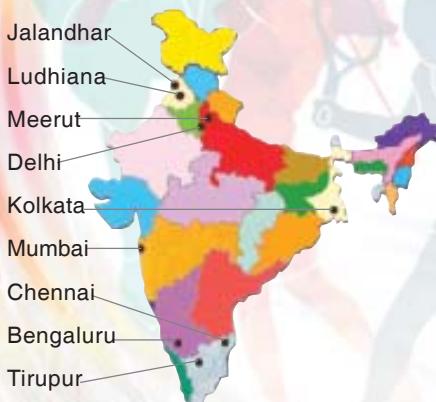 Jalandhar
Ludhiana
Meerut
Delhi
Kolkata
Mumbai
Chennai
Bengaluru
Tirupur